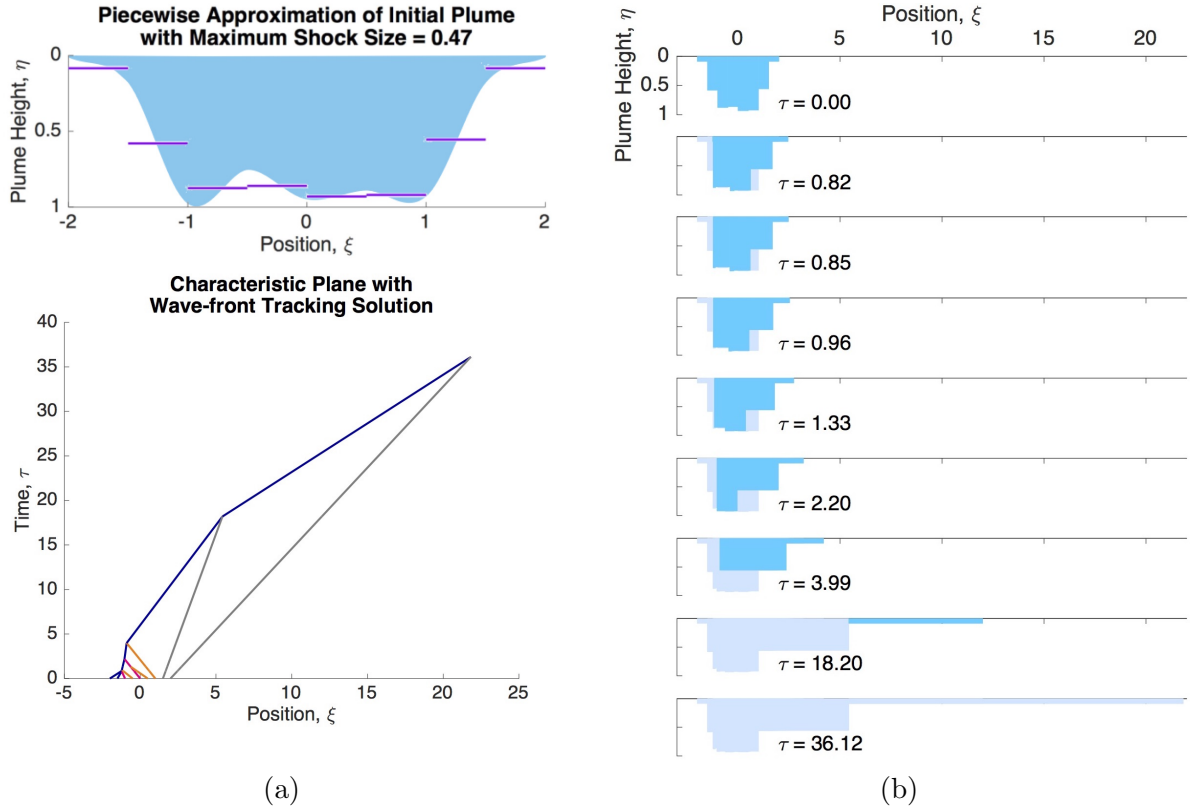 Piecewise Approximation of Initial Plume
with Maximum Shock Size = 0.47
Plume Height, η
0
0.5
1
-2
-1
0
1
2
Position, ξ
Characteristic Plane with
Wave-front Tracking Solution
Time, τ
40
35
30
25
20
15
10
5
0
-5
0
5
10
15
20
25
Position, ξ
(a)
Position, ξ
0
5
10
15
20
Plume Height, η
0
0.5
1
τ = 0.00
τ = 0.82
τ = 0.85
τ = 0.96
τ = 1.33
τ = 2.20
τ = 3.99
τ = 18.20
τ = 36.12
(b)